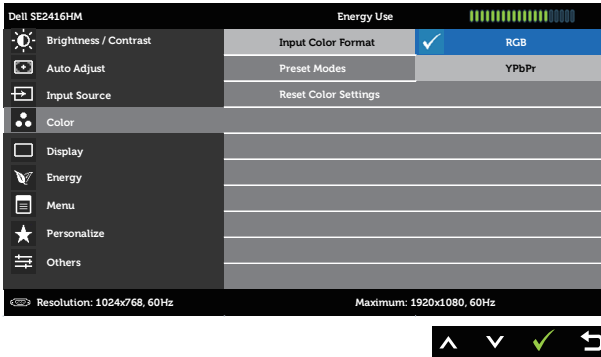 Dell SE2416HM Energy Use
Brightness / Contrast Input Color Format RGB
Auto Adjust Preset Modes YPbPr
Input Source Reset Color Settings
Color
Display
Energy
Menu
Personalize
Others
Resolution: 1024x768, 60Hz Maximum: 1920x1080, 60Hz